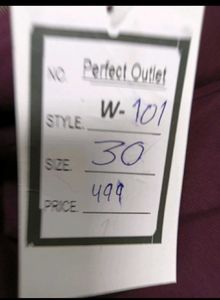 NO. Perfect Outlet
STYLE. W-101
SIZE. 30
PRICE. 499